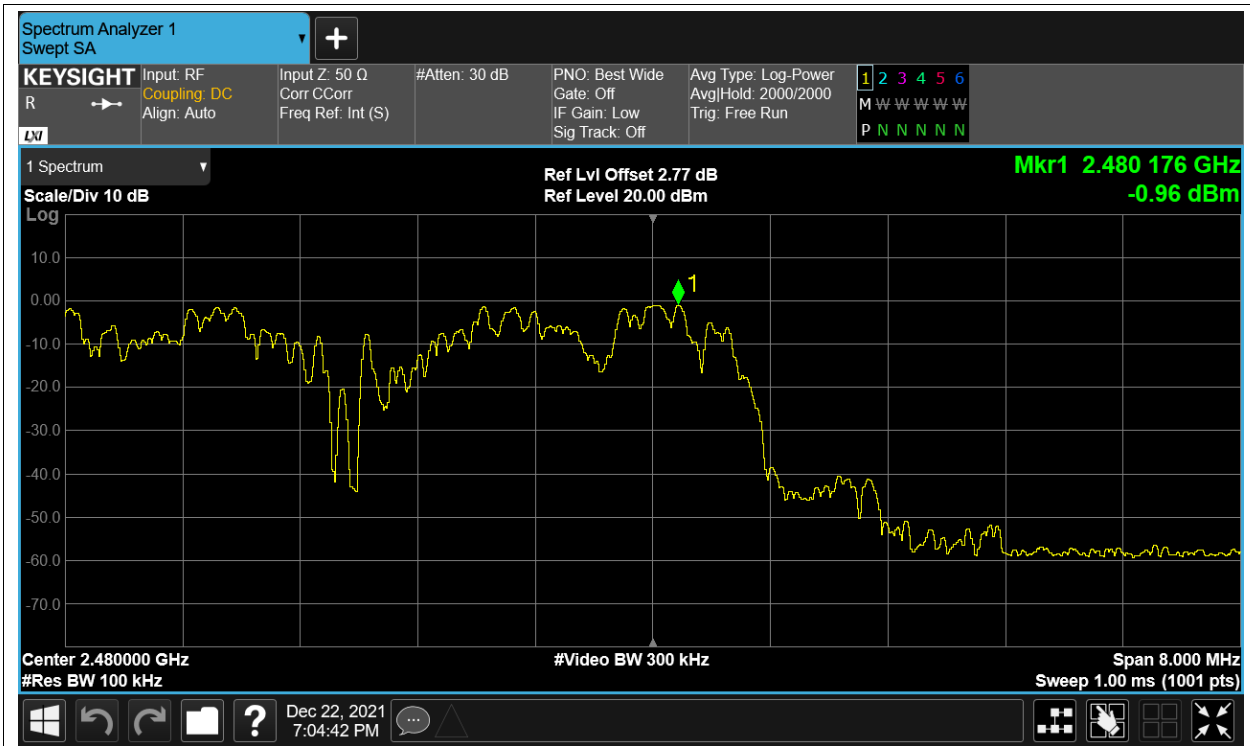 Spectrum Analyzer 1
Swept SA
KEYSIGHT
R
LXI
Input: RF
Coupling: DC
Align: Auto
Input Z: 50 Ω
Corr CCorr
Freq Ref: Int (S)
#Atten: 30 dB
PNO: Best Wide
Gate: Off
IF Gain: Low
Sig Track: Off
Avg Type: Log-Power
Avg|Hold: 2000/2000
Trig: Free Run
1 2 3 4 5 6
M W W W W W
P N N N N N
1 Spectrum
Scale/Div 10 dB
Ref Lvl Offset 2.77 dB
Ref Level 20.00 dBm
Mkr1 2.480 176 GHz
-0.96 dBm
Log
10.0
0.00
-10.0
-20.0
-30.0
-40.0
-50.0
-60.0
-70.0
1
Center 2.480000 GHz
#Res BW 100 kHz
#Video BW 300 kHz
Span 8.000 MHz
Sweep 1.00 ms (1001 pts)
?
Dec 22, 2021
7:04:42 PM